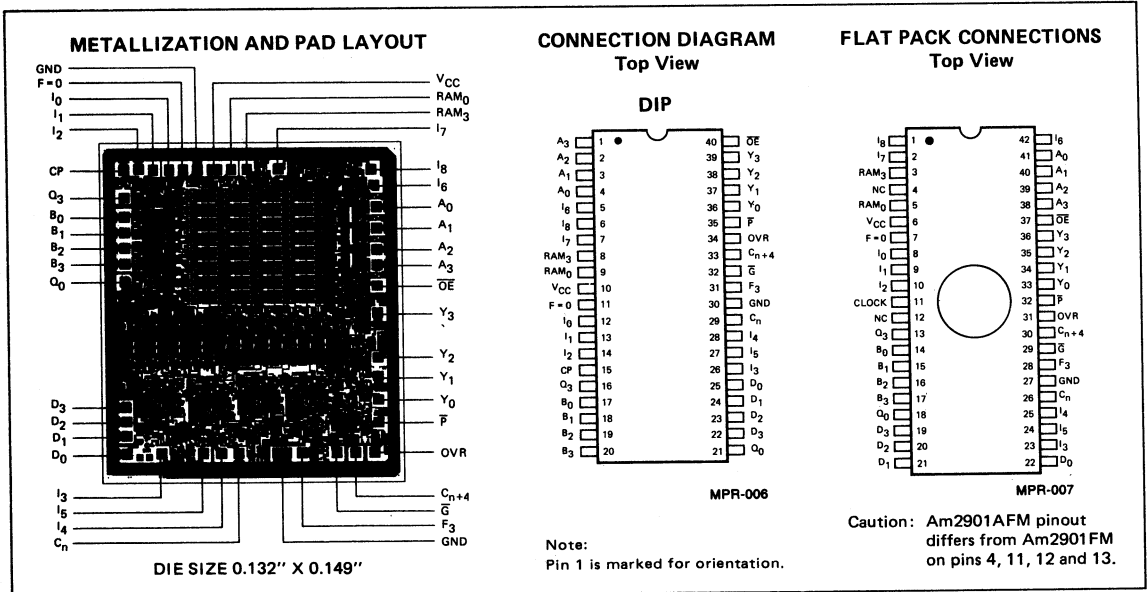 METALLIZATION AND PAD LAYOUT
GND
F=0
I0
I1
I2
CP
Q3
B0
B1
B2
B3
Q0
D3
D2
D1
D0
I3
I5
I4
Cn
VCC
RAM0
RAM3
I7
I8
I6
A0
A1
A2
A3
OE
Y3
Y2
Y1
Y0
P
OVR
Cn+4
G
F3
GND
DIE SIZE 0.132" X 0.149"
CONNECTION DIAGRAM
Top View
DIP
A3 1 40 OE
A2 2 39 Y3
A1 3 38 Y2
A0 4 37 Y1
I6 5 36 Y0
I8 6 35 P
I7 7 34 OVR
RAM3 8 33 Cn+4
RAM0 9 32 G
VCC 10 31 F3
F=0 11 30 GND
I0 12 29 Cn
I1 13 28 I4
I2 14 27 I5
CP 15 26 I3
Q3 16 25 D0
B0 17 24 D1
B1 18 23 D2
B2 19 22 D3
B3 20 21 Q0
MPR-006
Note:
Pin 1 is marked for orientation.
FLAT PACK CONNECTIONS
Top View
I8 1 42 I6
I7 2 41 A0
RAM3 3 40 A1
NC 4 39 A2
RAM0 5 38 A3
VCC 6 37 OE
F=0 7 36 Y3
I0 8 35 Y2
I1 9 34 Y1
I2 10 33 Y0
CLOCK 11 32 P
NC 12 31 OVR
Q3 13 30 Cn+4
B0 14 29 G
B1 15 28 F3
B2 16 27 GND
B3 17 26 Cn
Q0 18 25 I4
D3 19 24 I5
D2 20 23 I3
D1 21 22 D0
MPR-007
Caution: Am2901AFM pinout
differs from Am2901FM
on pins 4, 11, 12 and 13.